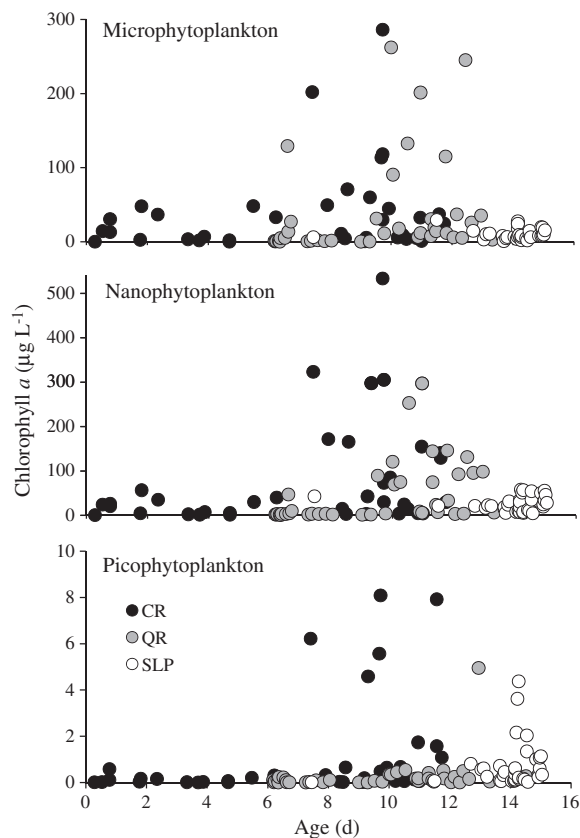 Microphytoplankton
300
200
100
0
Nanophytoplankton
500
400
300
200
100
0
Chlorophyll a (µg L⁻¹)
Picophytoplankton
10
8
6
4
2
0
CR
QR
SLP
0 2 4 6 8 10 12 14 16
Age (d)